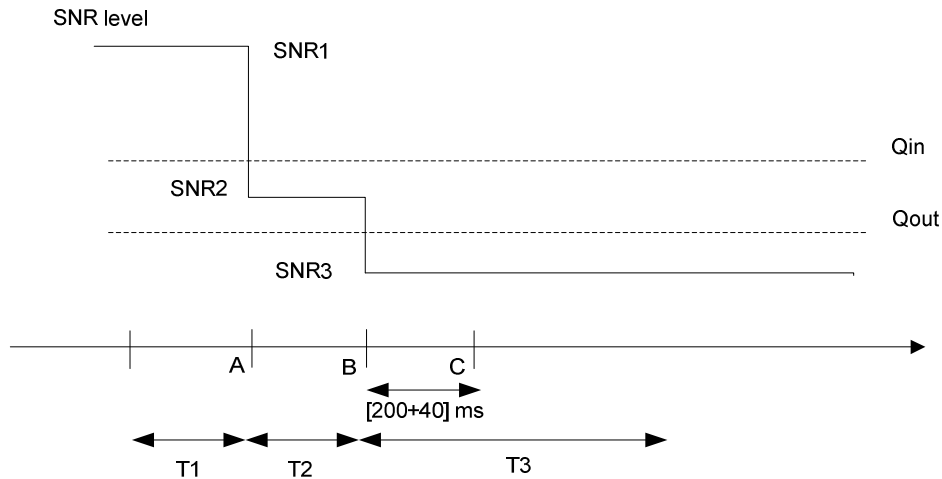 SNR level
SNR1
Qin
SNR2
Qout
SNR3
A
B
C
[200+40] ms
T1
T2
T3